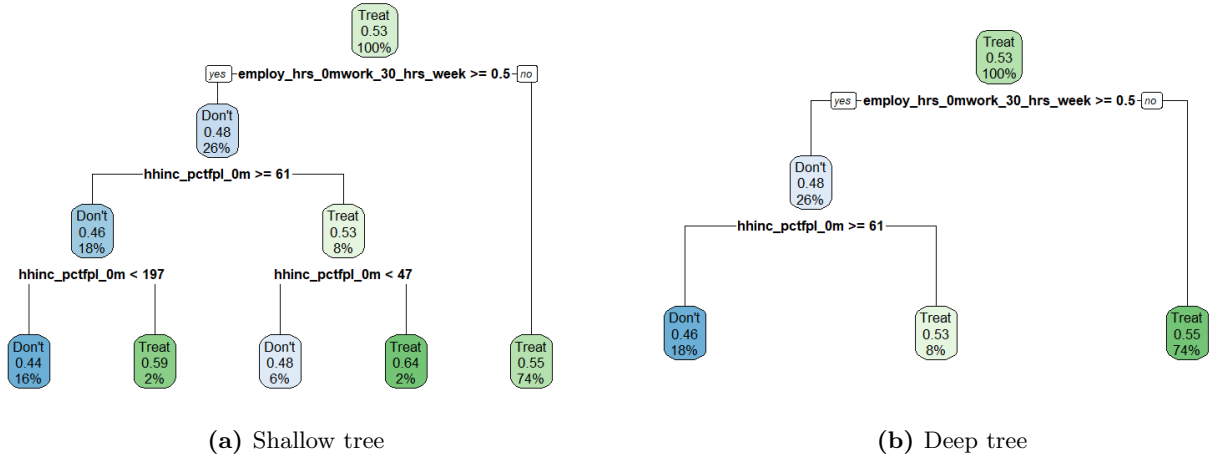 Treat
0.53
100%
yes employ_hrs_0mwork_30_hrs_week >= 0.5 no
Don't
0.48
26%
hhinc_pctfpl_0m >= 61
Don't
0.46
18%
Treat
0.53
8%
hhinc_pctfpl_0m < 197
hhinc_pctfpl_0m < 47
Don't
0.44
16%
Treat
0.59
2%
Don't
0.48
6%
Treat
0.64
2%
Treat
0.55
74%
(a) Shallow tree
Treat
0.53
100%
yes employ_hrs_0mwork_30_hrs_week >= 0.5 no
Don't
0.48
26%
hhinc_pctfpl_0m >= 61
Don't
0.46
18%
Treat
0.53
8%
Treat
0.55
74%
(b) Deep tree